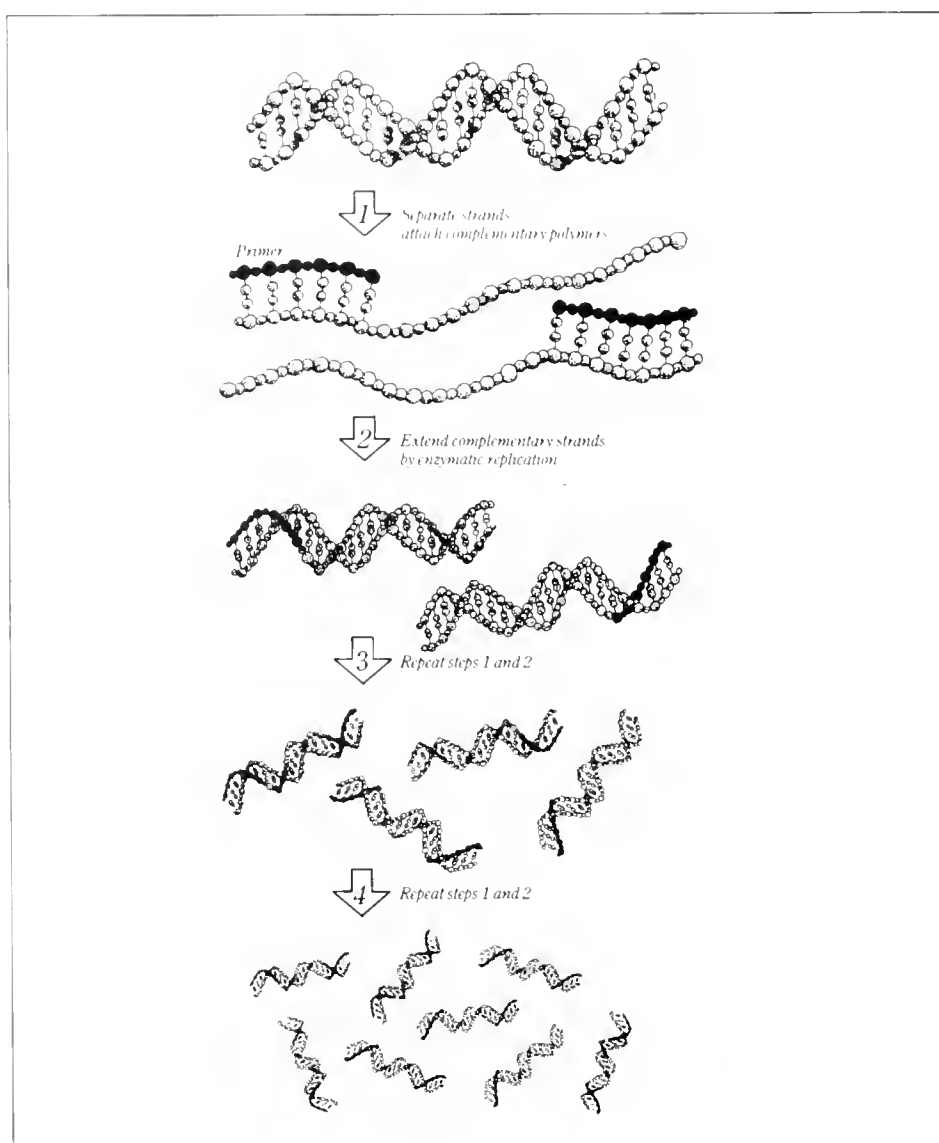 1
Separate strands
attach complementary polymers
Primer
2
Extend complementary strands
by enzymatic replication
3
Repeat steps 1 and 2
4
Repeat steps 1 and 2